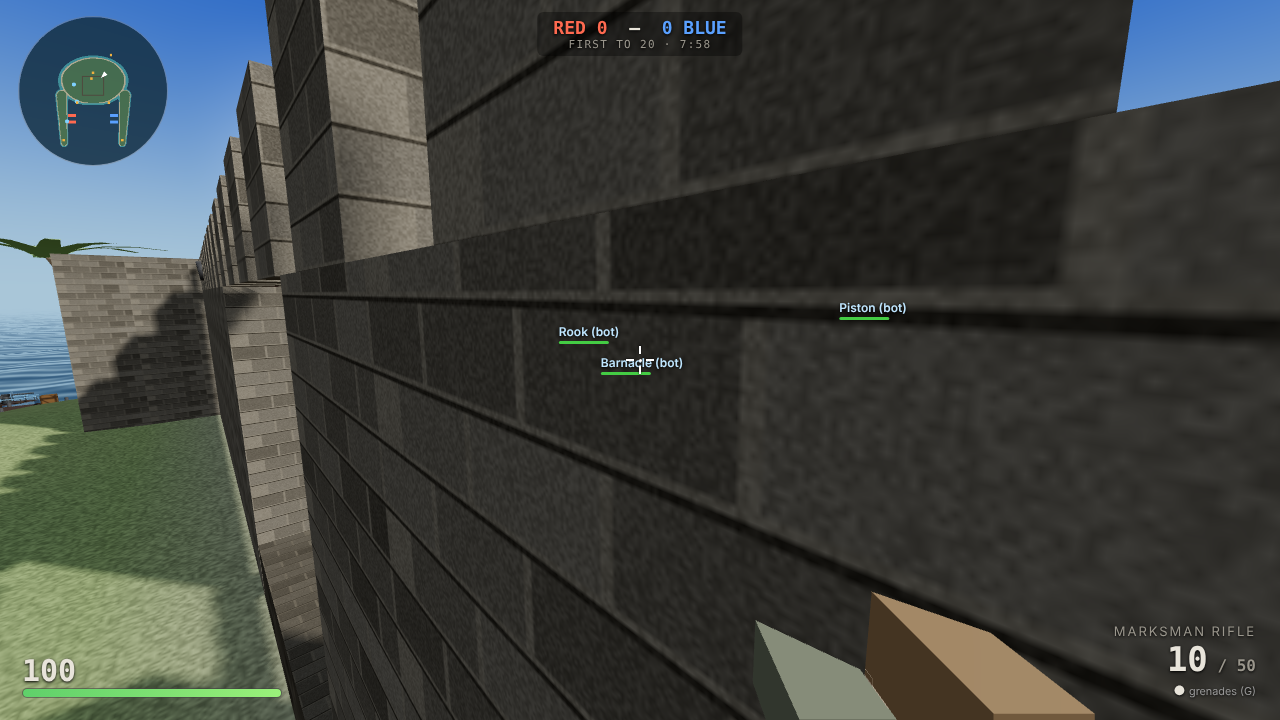 RED 0 — 0 BLUE
FIRST TO 20 · 7:58
Piston (bot)
Rook (bot)
Barnacle (bot)
MARKSMAN RIFLE
10 / 50
grenades (G)
100